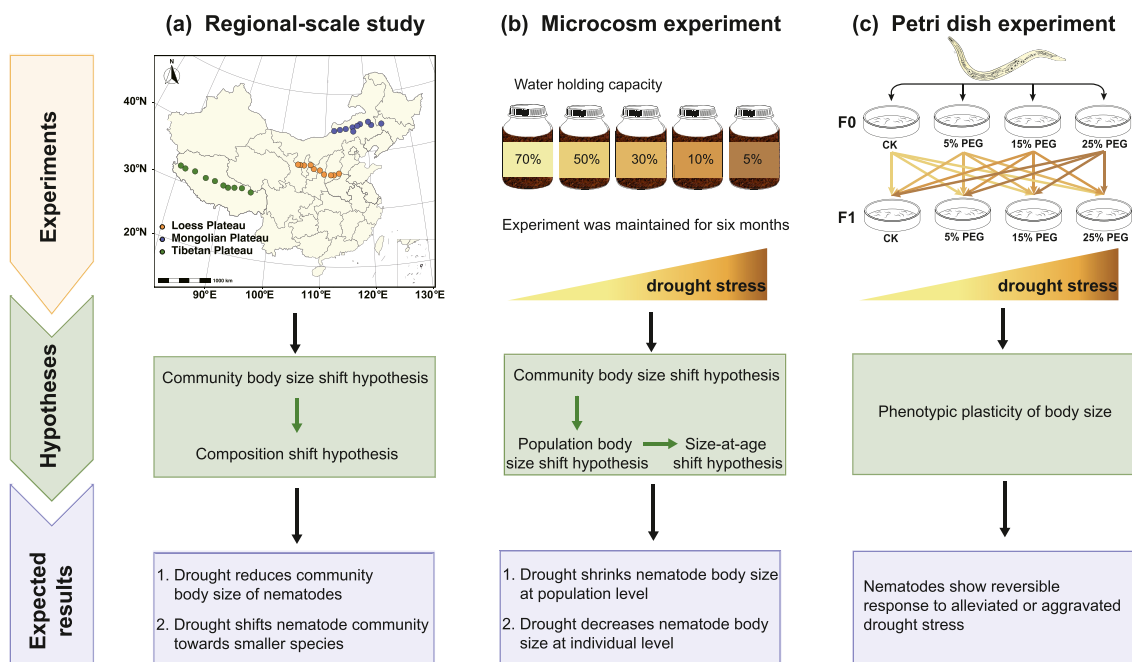 (a) Regional-scale study
(b) Microcosm experiment
(c) Petri dish experiment
Experiments
Hypotheses
Expected
results
N
40°N
30°N
20°N
Loess Plateau
Mongolian Plateau
Tibetan Plateau
1000 km
90°E
100°E
110°E
120°E
130°E
Community body size shift hypothesis
Composition shift hypothesis
1. Drought reduces community
body size of nematodes
2. Drought shifts nematode community
towards smaller species
Water holding capacity
70%
50%
30%
10%
5%
Experiment was maintained for six months
drought stress
Community body size shift hypothesis
Population body
size shift hypothesis
Size-at-age
shift hypothesis
1. Drought shrinks nematode body size
at population level
2. Drought decreases nematode body
size at individual level
F0
CK
5% PEG
15% PEG
25% PEG
F1
CK
5% PEG
15% PEG
25% PEG
drought stress
Phenotypic plasticity of body size
Nematodes show reversible
response to alleviated or aggravated
drought stress